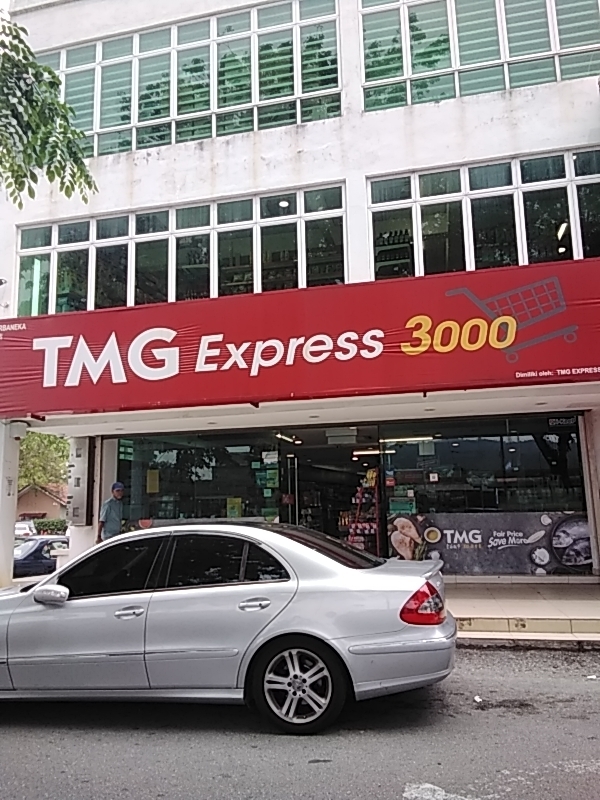 RBANEKA
TMG Express 3000
Dimiliki oleh: TMG EXPRESS
TMG
Fair Price
Save More